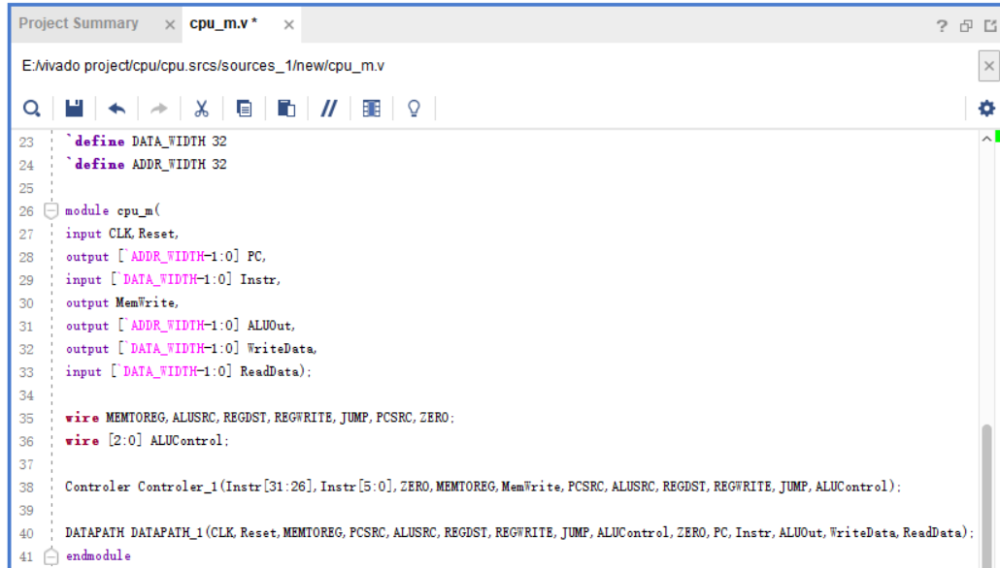 Project Summary × cpu_m.v * ×
E:/vivado project/cpu/cpu.srcs/sources_1/new/cpu_m.v
23 `define DATA_WIDTH 32
24 `define ADDR_WIDTH 32
25
26 module cpu_m(
27 input CLK,Reset,
28 output [`ADDR_WIDTH-1:0] PC,
29 input [`DATA_WIDTH-1:0] Instr,
30 output MemWrite,
31 output [`ADDR_WIDTH-1:0] ALUOut,
32 output [`DATA_WIDTH-1:0] WriteData,
33 input [`DATA_WIDTH-1:0] ReadData);
34
35 wire MEMTOREG,ALUSRC,REGDST,REGWRITE,JUMP,PCSRC,ZERO;
36 wire [2:0] ALUControl;
37
38 Controler Controler_1(Instr[31:26],Instr[5:0],ZERO,MEMTOREG,MemWrite,PCSRC,ALUSRC,REGDST,REGWRITE,JUMP,ALUControl);
39
40 DATAPATH DATAPATH_1(CLK,Reset,MEMTOREG,PCSRC,ALUSRC,REGDST,REGWRITE,JUMP,ALUControl,ZERO,PC,Instr,ALUOut,WriteData,ReadData);
41 endmodule